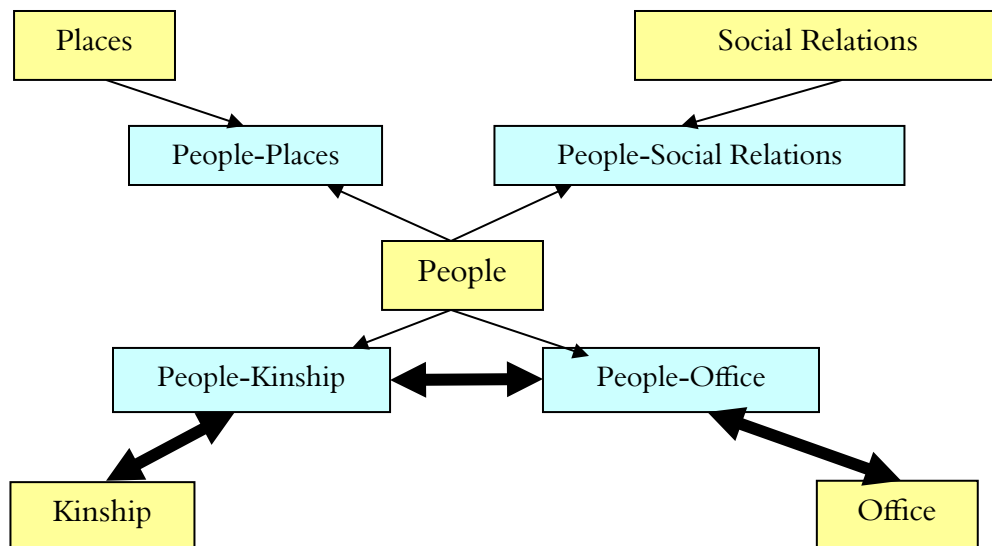 Places
Social Relations
People-Places
People-Social Relations
People
People-Kinship
People-Office
Kinship
Office